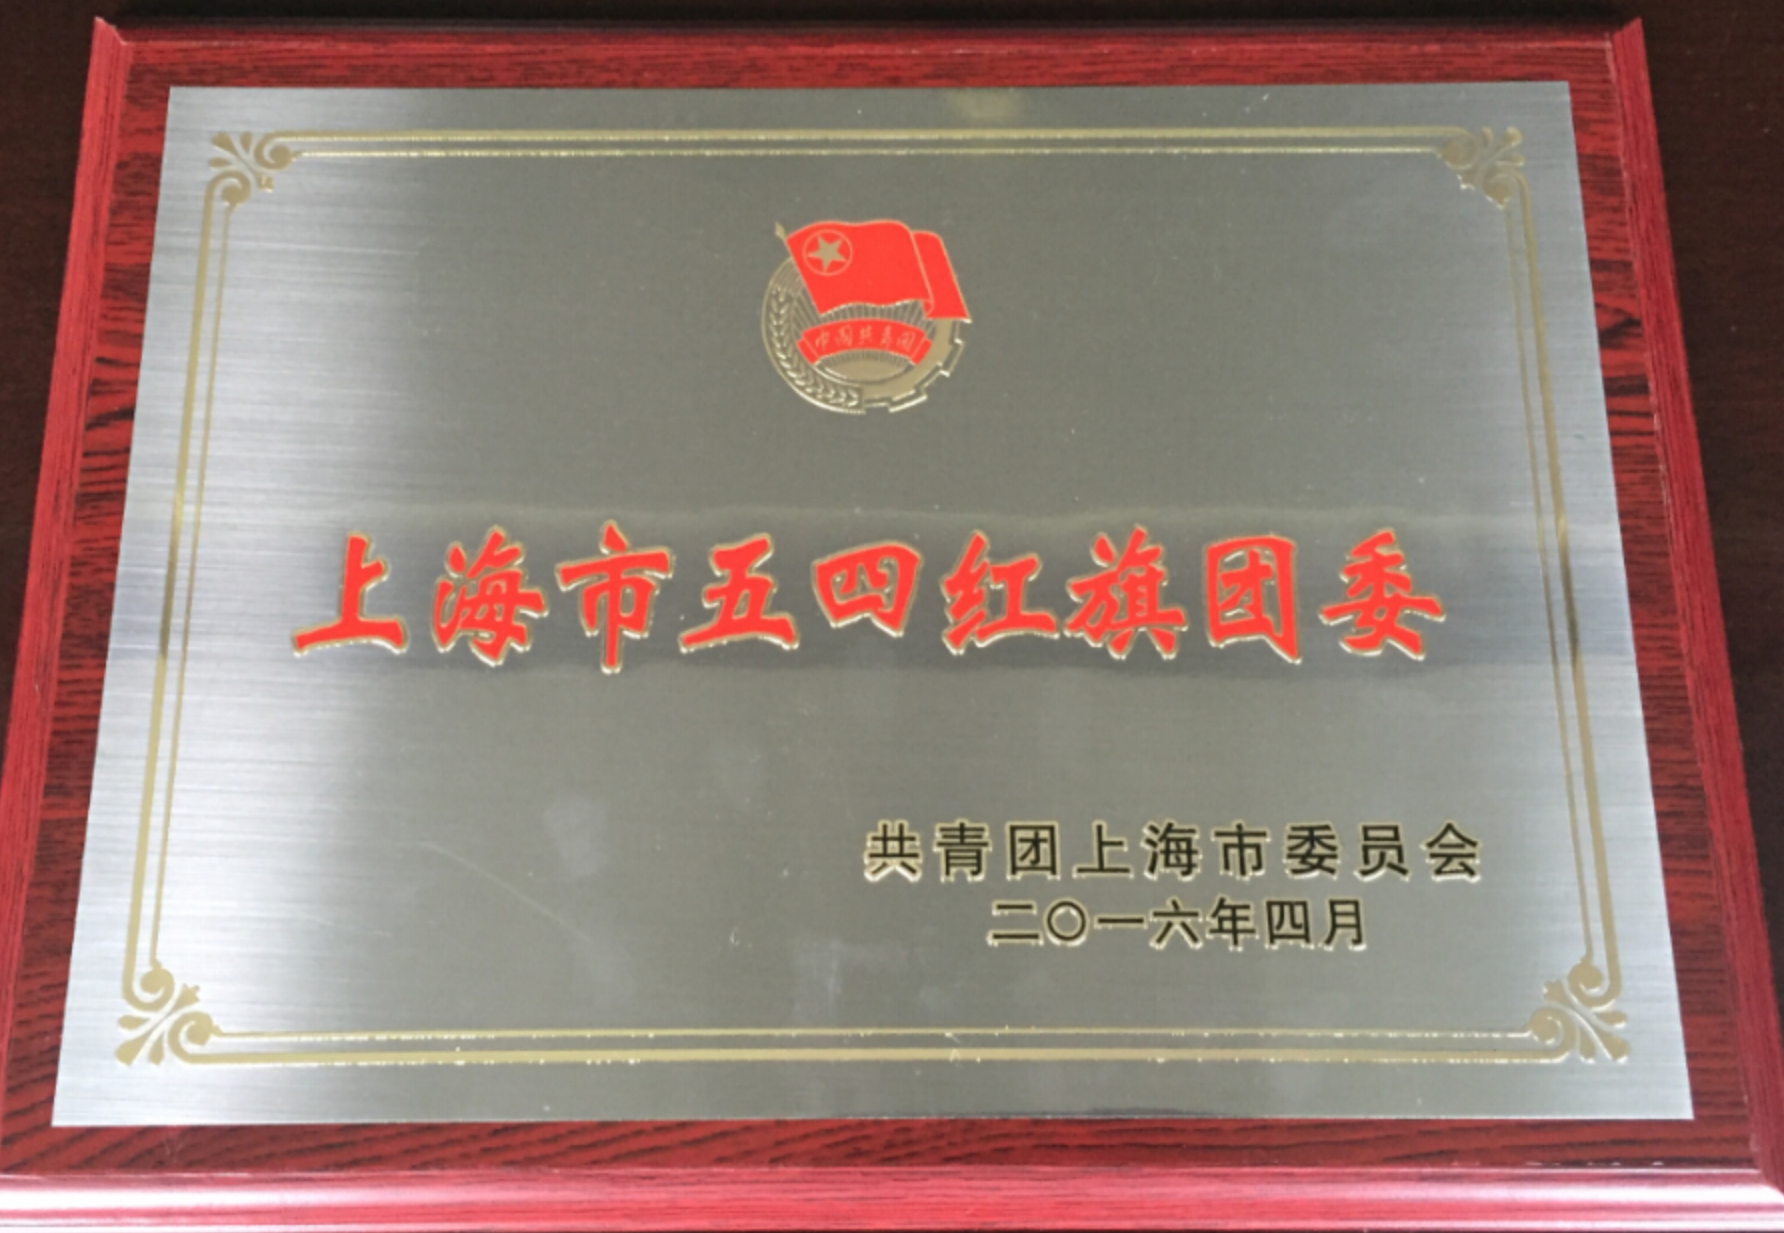 中国共青团
上海市五四红旗团委
共青团上海市委员会
二〇一六年四月